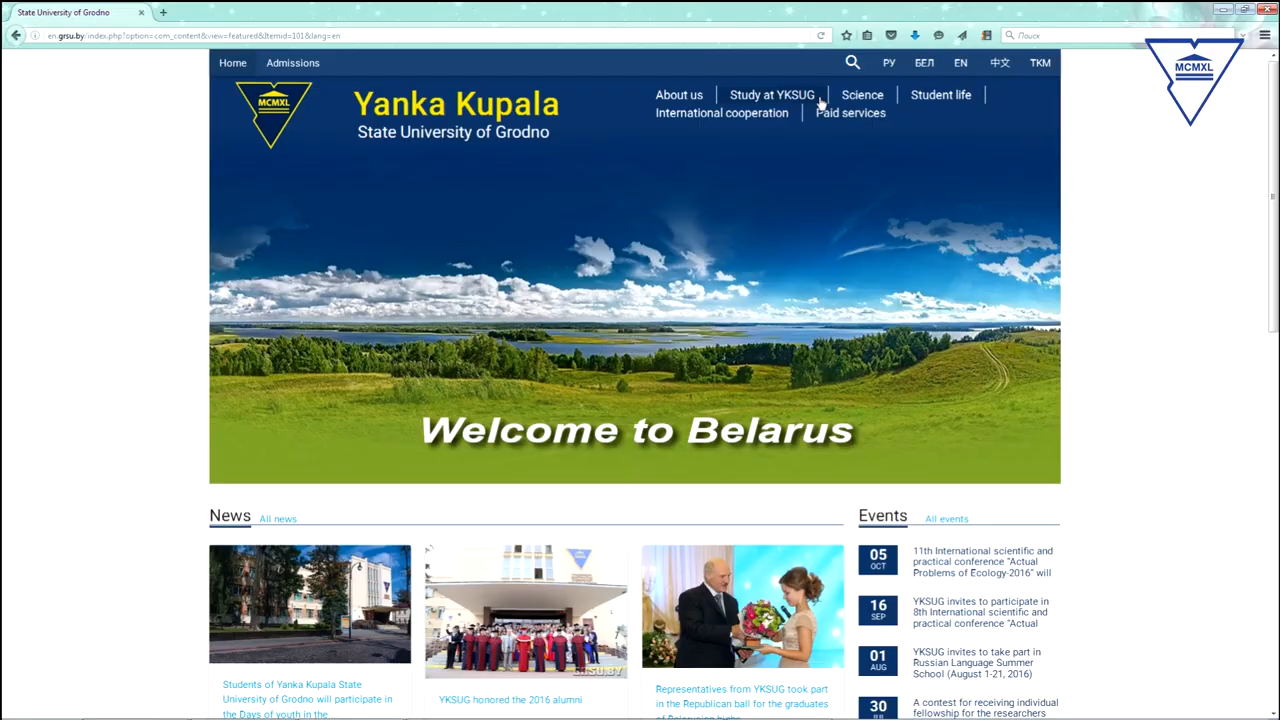 State University of Grodno
en.grsu.by/index.php?option=com_content&view=featured&Itemid=101&lang=en
Поиск
Home
Admissions
РУ
БЕЛ
EN
中文
TKM
MCMXL
MCMXL
Yanka Kupala
State University of Grodno
About us
Study at YKSUG
Science
Student life
International cooperation
Paid services
Welcome to Belarus
News
All news
Events
All events
05
OCT
11th International scientific and
practical conference "Actual
Problems of Ecology-2016" will
16
SEP
YKSUG invites to participate in
8th International scientific and
practical conference "Actual
01
AUG
YKSUG invites to take part in
Russian Language Summer
School (August 1-21, 2016)
30
A contest for receiving individual
fellowship for the researchers
GRSU.BY
Students of Yanka Kupala State
University of Grodno will participate in
the Days of youth in the...
YKSUG honored the 2016 alumni
Representatives from YKSUG took part
in the Republican ball for the graduates